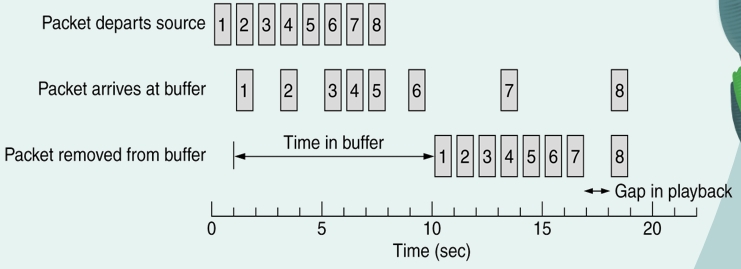 Packet departs source 1 2 3 4 5 6 7 8
Packet arrives at buffer 1 2 3 4 5 6 7 8
Time in buffer
Packet removed from buffer 1 2 3 4 5 6 7 8
Gap in playback
0 5 10 15 20
Time (sec)